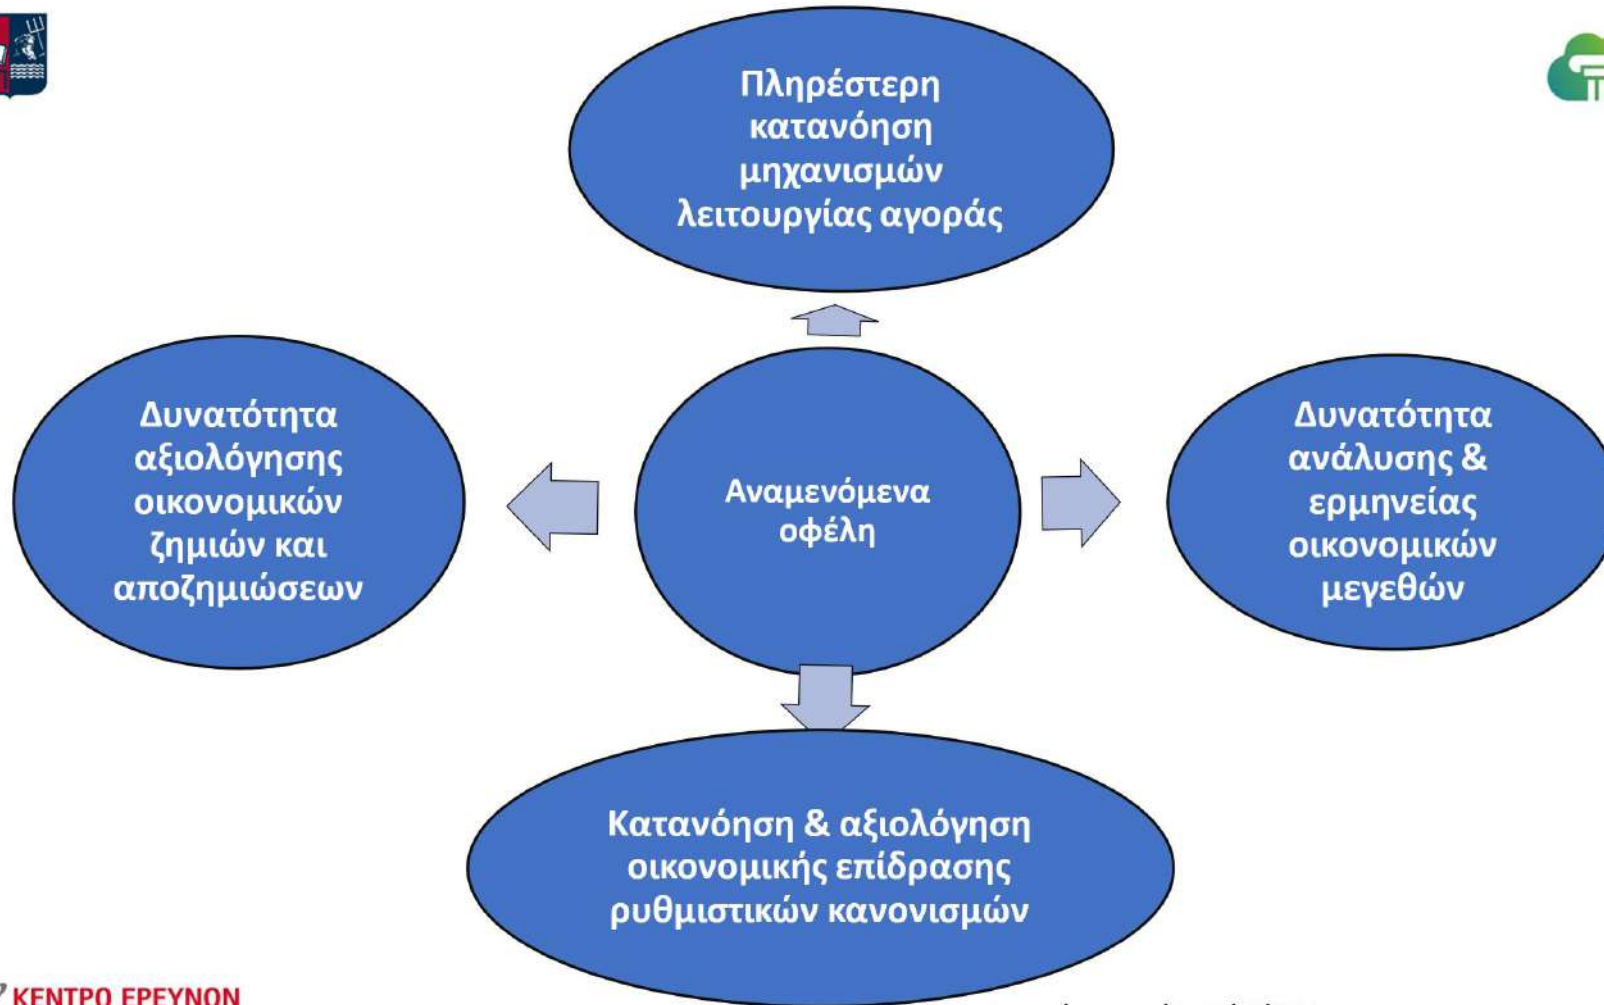 Πληρέστερη
κατανόηση
μηχανισμών
λειτουργίας αγοράς
Δυνατότητα
αξιολόγησης
οικονομικών
ζημιών και
αποζημιώσεων
Αναμενόμενα
οφέλη
Δυνατότητα
ανάλυσης &
ερμηνείας
οικονομικών
μεγεθών
Κατανόηση & αξιολόγηση
οικονομικής επίδρασης
ρυθμιστικών κανονισμών
ΚΕΝΤΡΟ ΕΡΕΥΝΩΝ